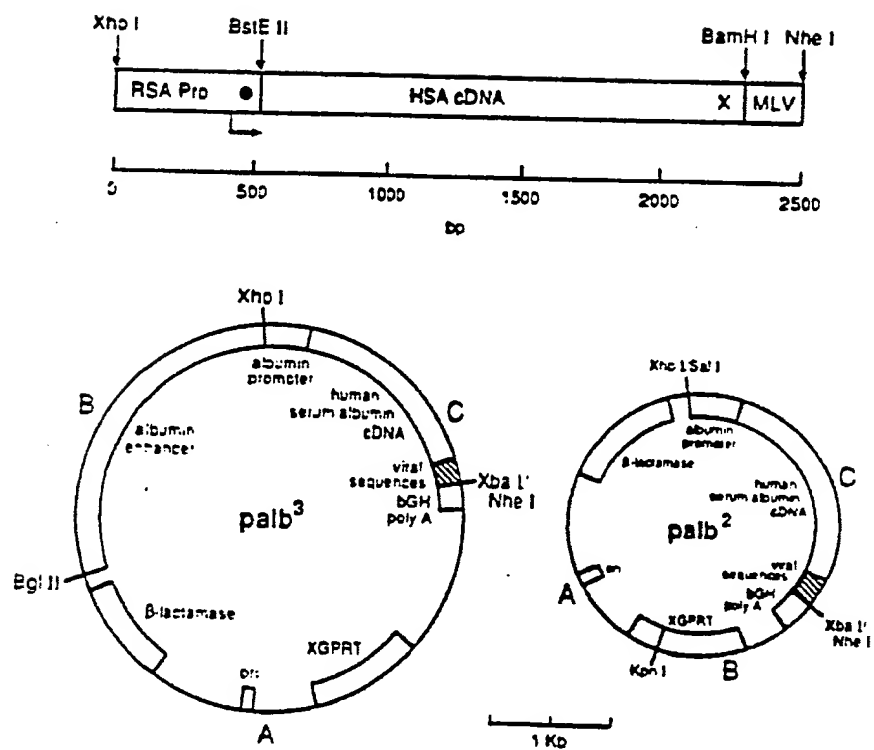 Xho I
BstE II
BamH I Nhe I
RSA Pro
HSA cDNA
X
MLV
0
500
1000
1500
2000
2500
bp
Xho I
albumin
promoter
B
human
serum albumin
cDNA
C
albumin
enhancer
viral
sequences
Xba I'
Nhe I
bGH
poly A
palb3
Bgl II
β-lactamase
XGPRT
ori
A
Xho I Sal I
albumin
promoter
β-lactamase
human
serum albumin
cDNA
C
palb2
ori
A
viral
sequences
bGH
poly A
XGPRT
Xba I'
Nhe I
Kpn I
B
1 Kb